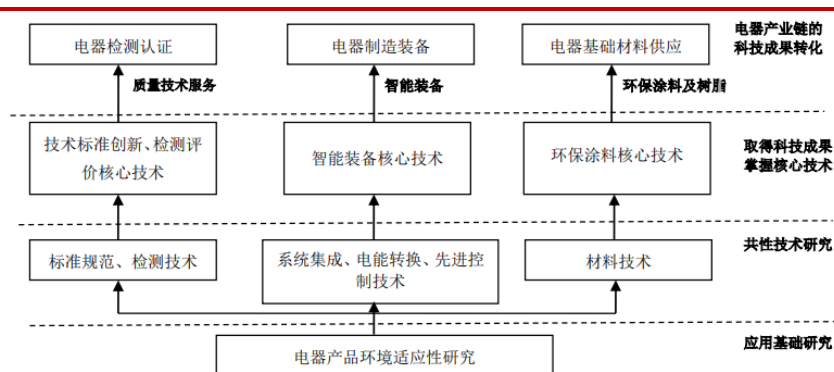 电器检测认证
电器制造装备
电器基础材料供应
电器产业链的
科技成果转化
质量技术服务
智能装备
环保涂料及树脂
技术标准创新、检测评
价核心技术
智能装备核心技术
环保涂料核心技术
取得科技成果
掌握核心技术
标准规范、检测技术
系统集成、电能转换、先进控
制技术
材料技术
共性技术研究
电器产品环境适应性研究
应用基础研究